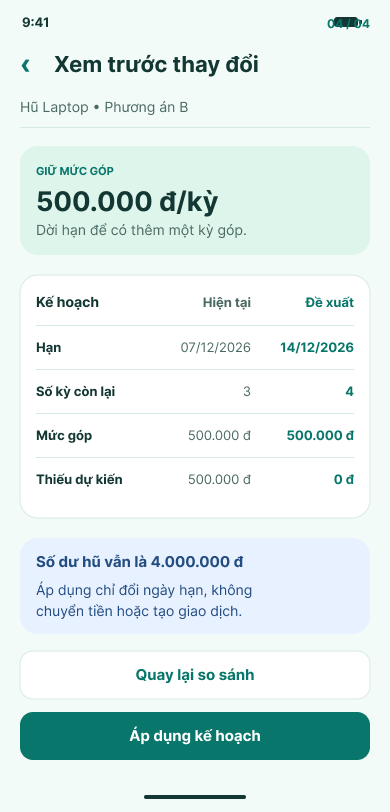 9:41
04 / 04
‹ Xem trước thay đổi
Hũ Laptop • Phương án B
GIỮ MỨC GÓP
500.000 đ/kỳ
Dời hạn để có thêm một kỳ góp.
Kế hoạch Hiện tại Đề xuất
Hạn 07/12/2026 14/12/2026
Số kỳ còn lại 3 4
Mức góp 500.000 đ 500.000 đ
Thiếu dự kiến 500.000 đ 0 đ
Số dư hũ vẫn là 4.000.000 đ
Áp dụng chỉ đổi ngày hạn, không
chuyển tiền hoặc tạo giao dịch.
Quay lại so sánh
Áp dụng kế hoạch